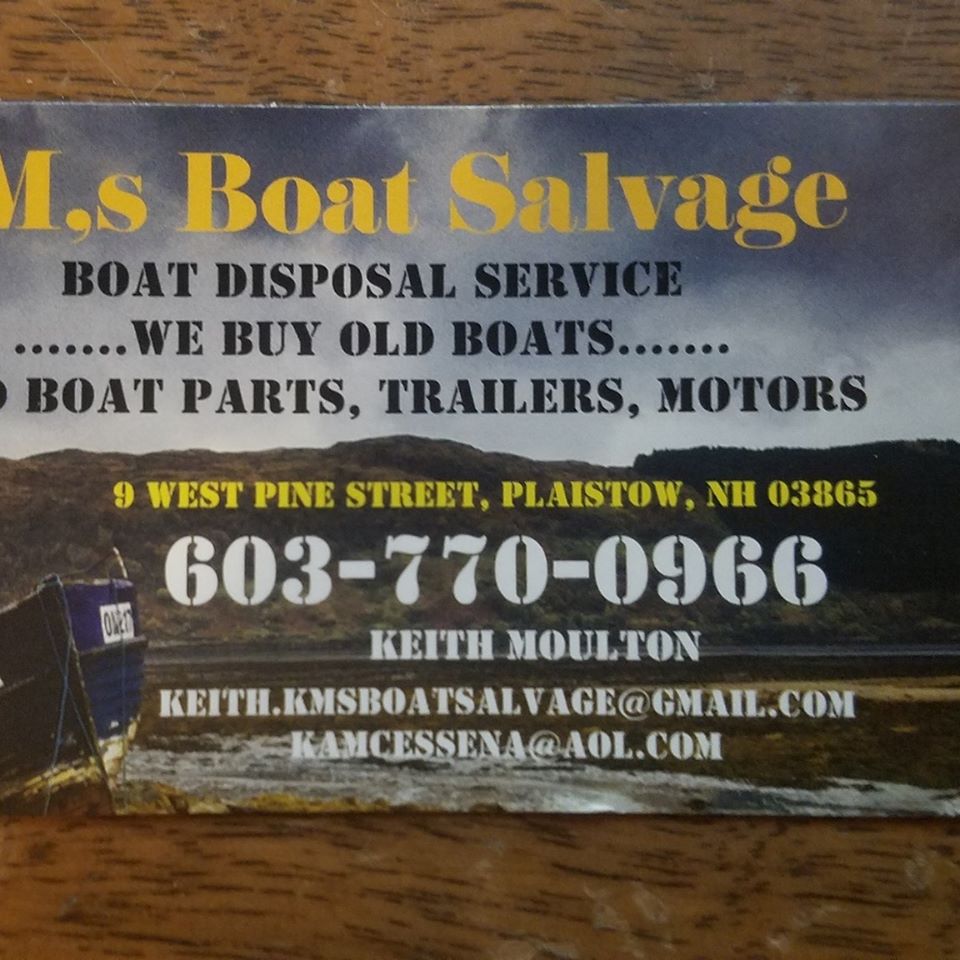 M,s Boat Salvage
BOAT DISPOSAL SERVICE
.......WE BUY OLD BOATS.......
BOAT PARTS, TRAILERS, MOTORS
9 WEST PINE STREET, PLAISTOW, NH 03865
603-770-0966
KEITH MOULTON
KEITH.KMSBOATSALVAGE@GMAIL.COM
KAMCESSENA@AOL.COM